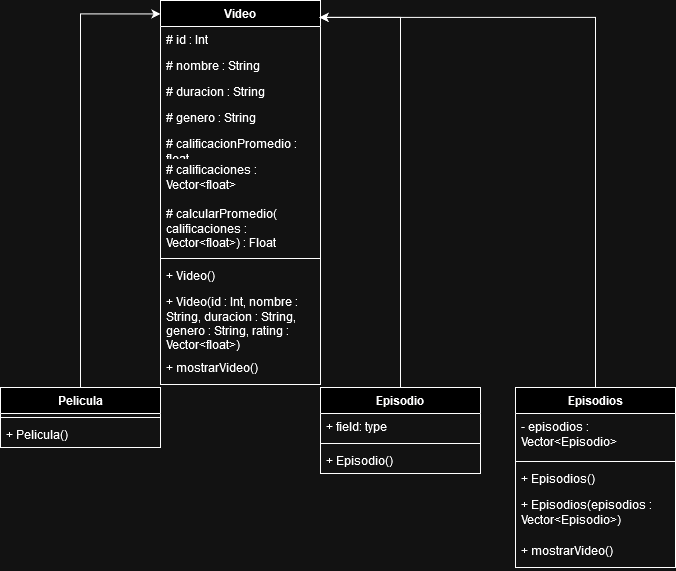 Video
# id : Int
# nombre : String
# duracion : String
# genero : String
# calificacionPromedio :
float
# calificaciones :
Vector<float>
# calcularPromedio(
calificaciones :
Vector<float>) : Float
+ Video()
+ Video(id : Int, nombre :
String, duracion : String,
genero : String, rating :
Vector<float>)
+ mostrarVideo()
Pelicula
+ Pelicula()
Episodio
+ field: type
+ Episodio()
Episodios
- episodios :
Vector<Episodio>
+ Episodios()
+ Episodios(episodios :
Vector<Episodio>)
+ mostrarVideo()